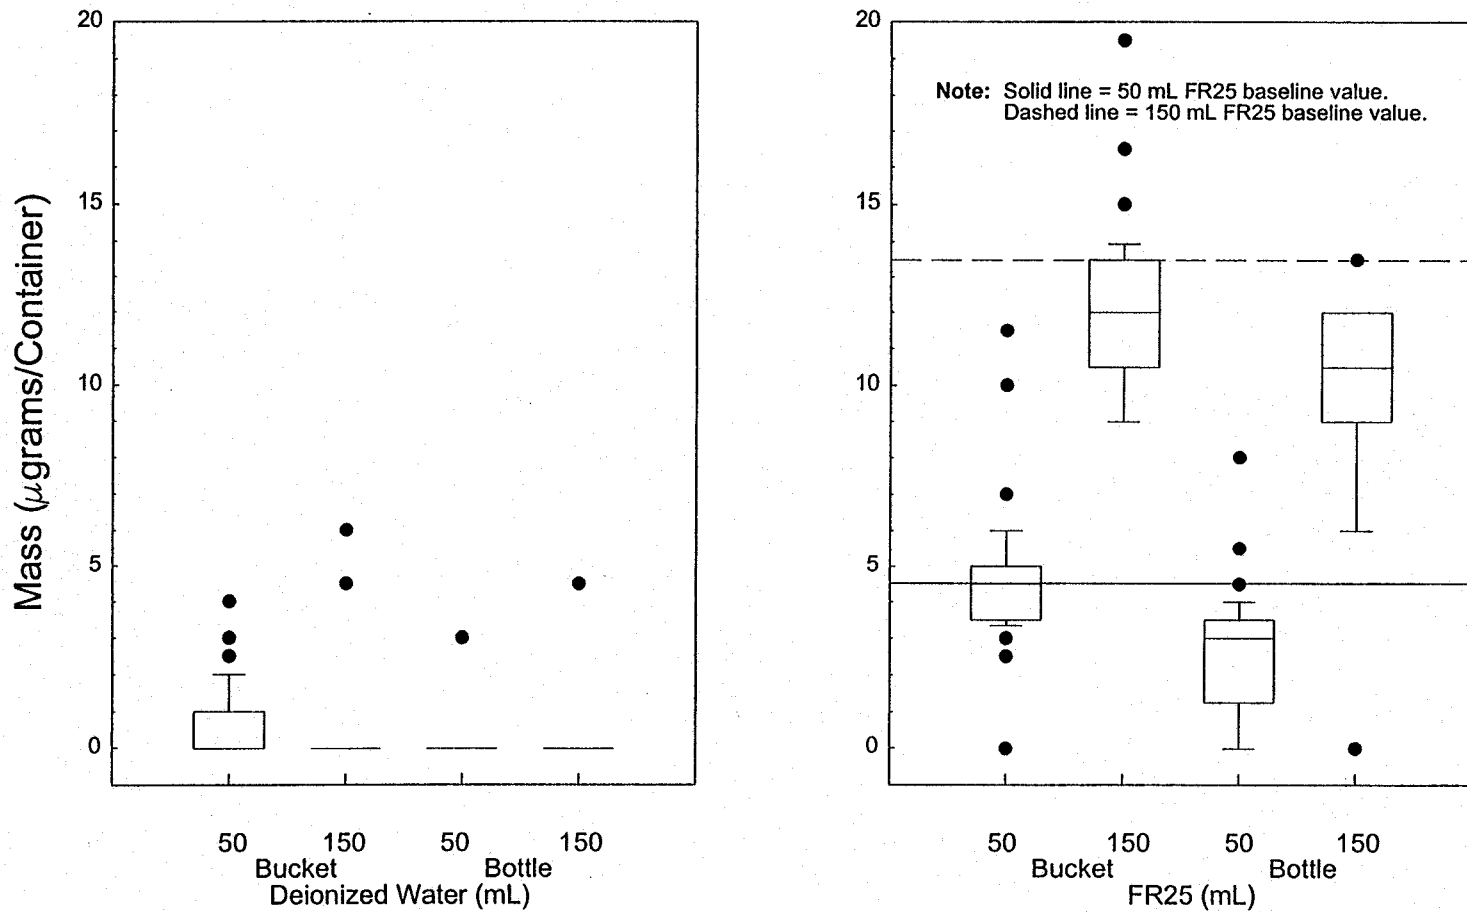 Mass (μgrams/Container)
20
15
10
5
0
50 150 50 150
Bucket Bottle
Deionized Water (mL)
20
15
10
5
0
Note: Solid line = 50 mL FR25 baseline value.
Dashed line = 150 mL FR25 baseline value.
50 150 50 150
Bucket Bottle
FR25 (mL)